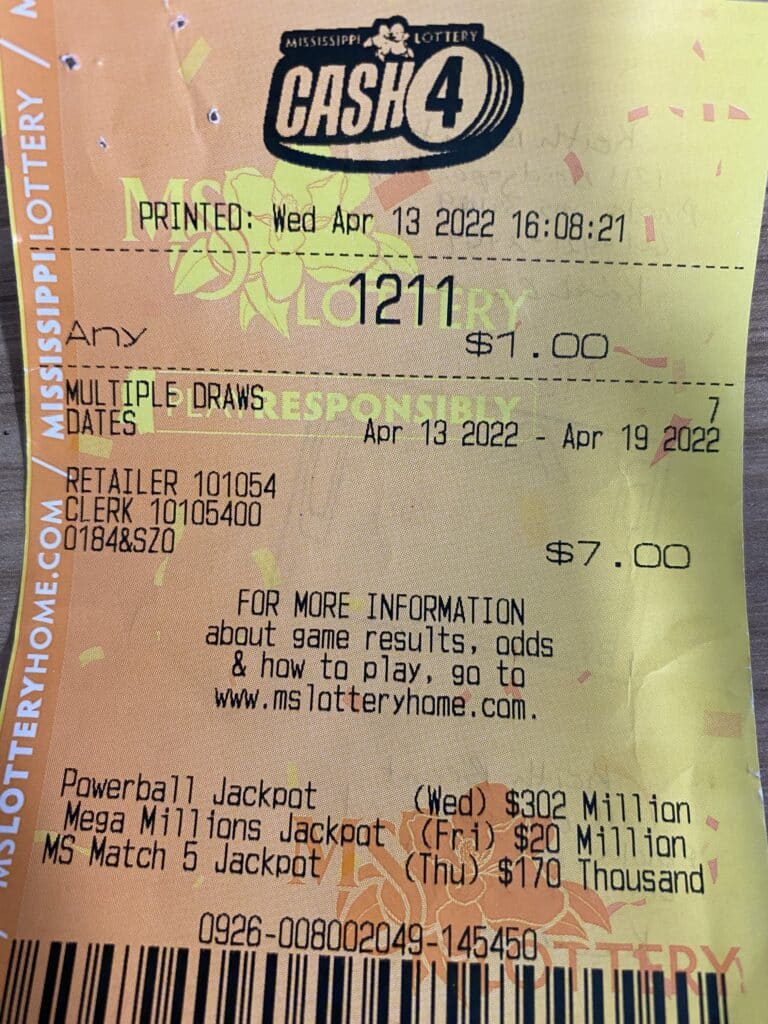 MISSISSIPPI LOTTERY
CASH 4
PRINTED: Wed Apr 13 2022 16:08:21
MS LOTTERY
1211
Any $1.00
PLAY RESPONSIBLY
MULTIPLE DRAWS 7
DATES Apr 13 2022 - Apr 19 2022
RETAILER 101054
CLERK 10105400
0184&SZO
$7.00
FOR MORE INFORMATION
about game results, odds
& how to play, go to
www.mslotteryhome.com.
Powerball Jackpot (Wed) $302 Million
Mega Millions Jackpot (Fri) $20 Million
MS Match 5 Jackpot (Thu) $170 Thousand
MS LOTTERY
0926-008002049-145450
MSLOTTERYHOME.COM / MISSISSIPPI LOTTERY /